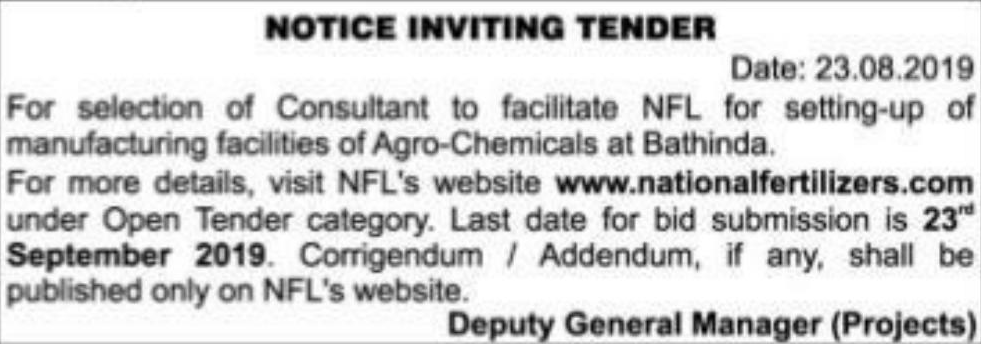 NOTICE INVITING TENDER
Date: 23.08.2019
For selection of Consultant to facilitate NFL for setting-up of
manufacturing facilities of Agro-Chemicals at Bathinda.
For more details, visit NFL's website www.nationalfertilizers.com
under Open Tender category. Last date for bid submission is 23rd
September 2019. Corrigendum / Addendum, if any, shall be
published only on NFL's website.
Deputy General Manager (Projects)